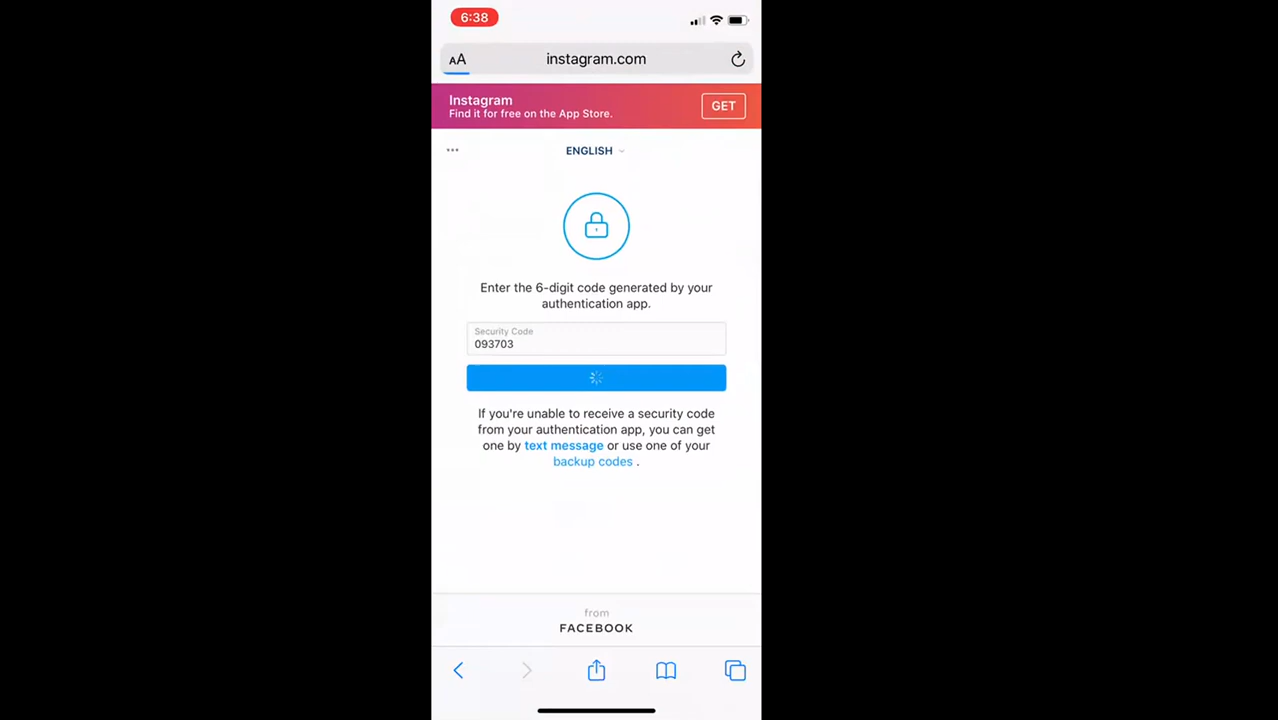 6:38
AA instagram.com
Instagram
Find it for free on the App Store.
GET
ENGLISH
Enter the 6-digit code generated by your
authentication app.
Security Code
093703
If you're unable to receive a security code
from your authentication app, you can get
one by text message or use one of your
backup codes .
from
FACEBOOK